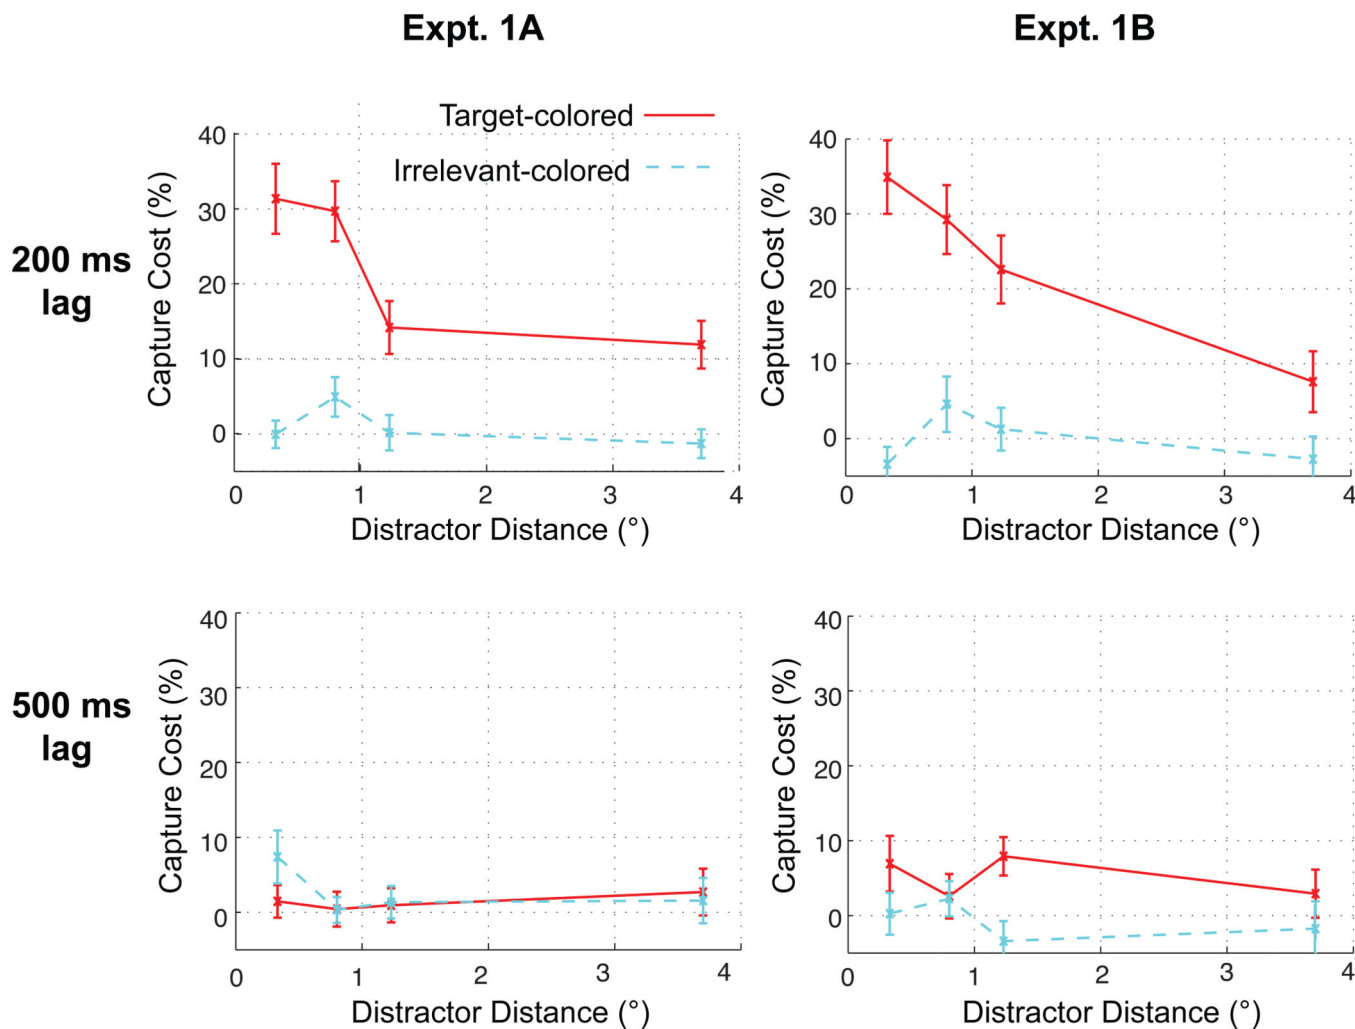 Expt. 1A
Expt. 1B
200 ms
lag
Capture Cost (%)
40
30
20
10
0
0 1 2 3 4
Distractor Distance (°)
Target-colored
Irrelevant-colored
Capture Cost (%)
40
30
20
10
0
0 1 2 3 4
Distractor Distance (°)
500 ms
lag
Capture Cost (%)
40
30
20
10
0
0 1 2 3 4
Distractor Distance (°)
Capture Cost (%)
40
30
20
10
0
0 1 2 3 4
Distractor Distance (°)